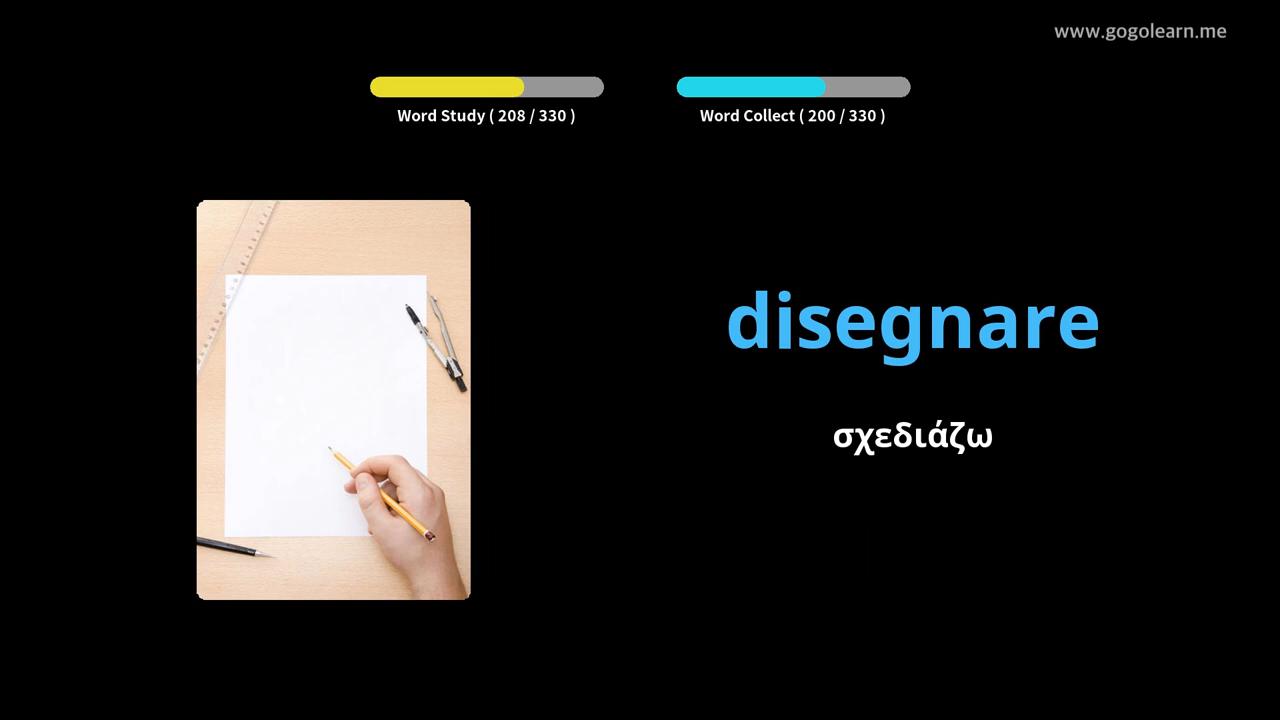 www.gogolearn.me
Word Study ( 208 / 330 )
Word Collect ( 200 / 330 )
disegnare
σχεδιάζω